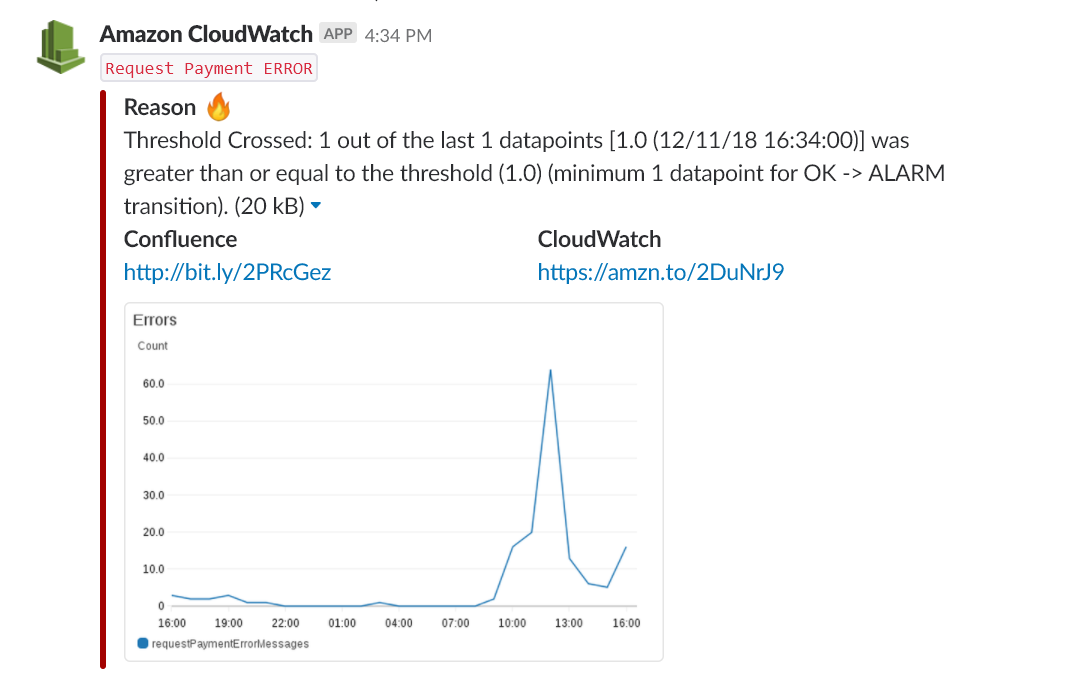 Amazon CloudWatch APP 4:34 PM
Request Payment ERROR
Reason
Threshold Crossed: 1 out of the last 1 datapoints [1.0 (12/11/18 16:34:00)] was
greater than or equal to the threshold (1.0) (minimum 1 datapoint for OK -> ALARM
transition). (20 kB)
Confluence CloudWatch
http://bit.ly/2PRcGez https://amzn.to/2DuNrJ9
Errors
Count
60.0
50.0
40.0
30.0
20.0
10.0
0
16:00 19:00 22:00 01:00 04:00 07:00 10:00 13:00 16:00
requestPaymentErrorMessages